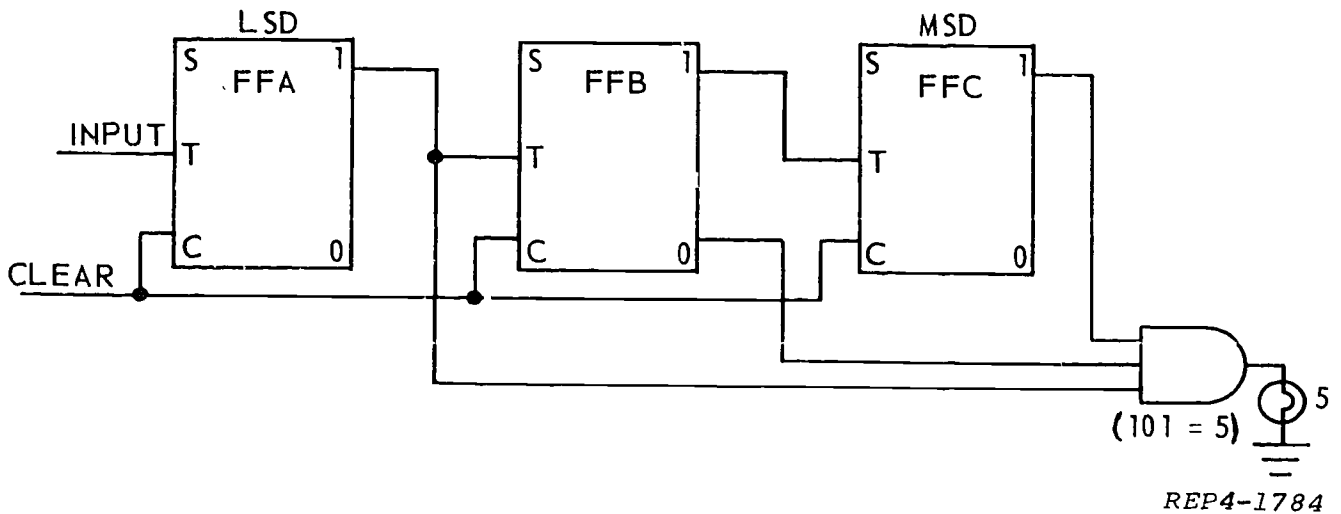 LSD
MSD
S 1
FFA
S 1
FFB
S 1
FFC
INPUT
T
T
T
C 0
C 0
C 0
CLEAR
5
(101 = 5)
REP4-1784